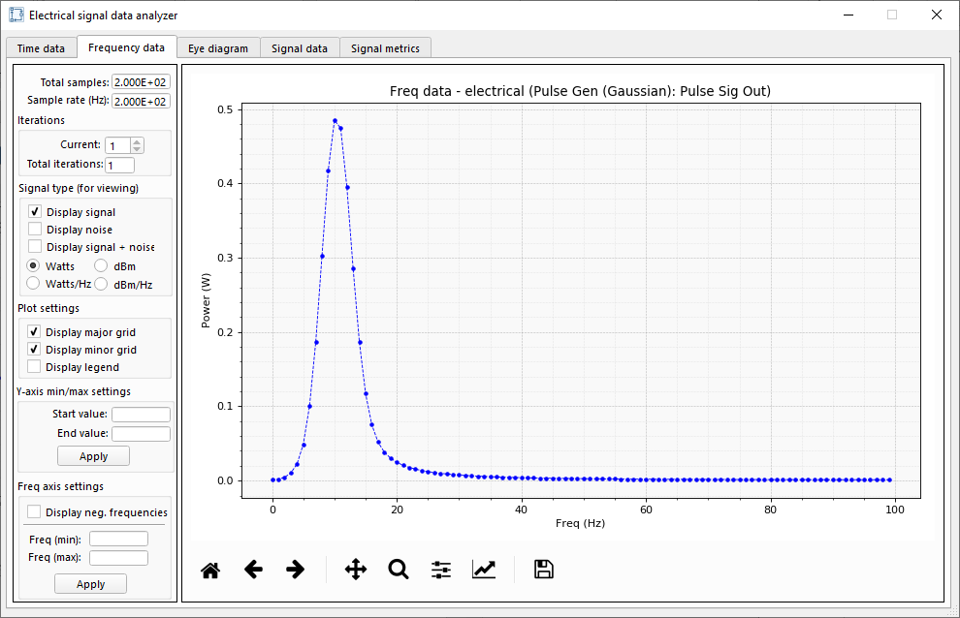 Electrical signal data analyzer
Time data
Frequency data
Eye diagram
Signal data
Signal metrics
Total samples: 2.000E+02
Sample rate (Hz): 2.000E+02
Iterations
Current: 1
Total iterations: 1
Signal type (for viewing)
Display signal
Display noise
Display signal + noise
Watts dBm
Watts/Hz dBm/Hz
Plot settings
Display major grid
Display minor grid
Display legend
Y-axis min/max settings
Start value:
End value:
Apply
Freq axis settings
Display neg. frequencies
Freq (min):
Freq (max):
Apply
Freq data - electrical (Pulse Gen (Gaussian): Pulse Sig Out)
0.5
0.4
0.3
0.2
0.1
0.0
Power (W)
0 20 40 60 80 100
Freq (Hz)